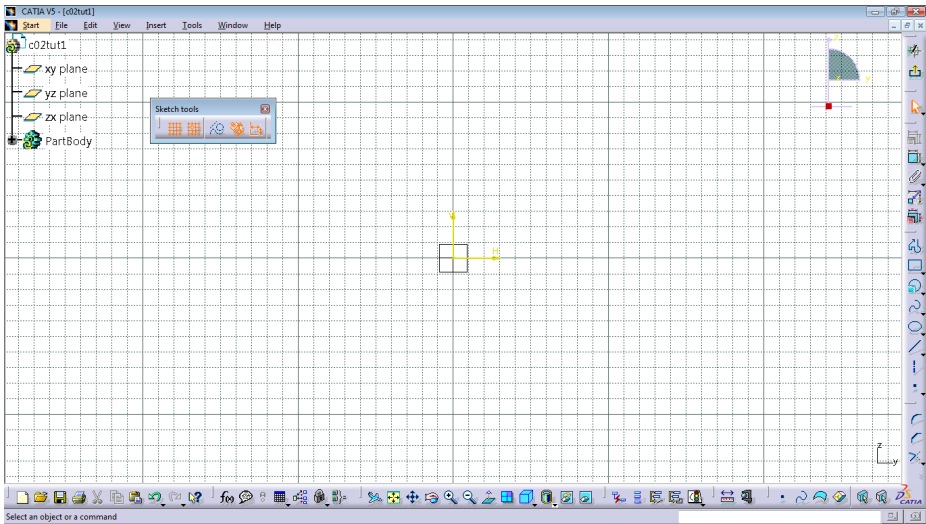 CATIA V5 - [c02tut1]
Start File Edit View Insert Tools Window Help
c02tut1
xy plane
yz plane
zx plane
PartBody
Sketch tools
H
z
y
f(x)
CATIA
Select an object or a command